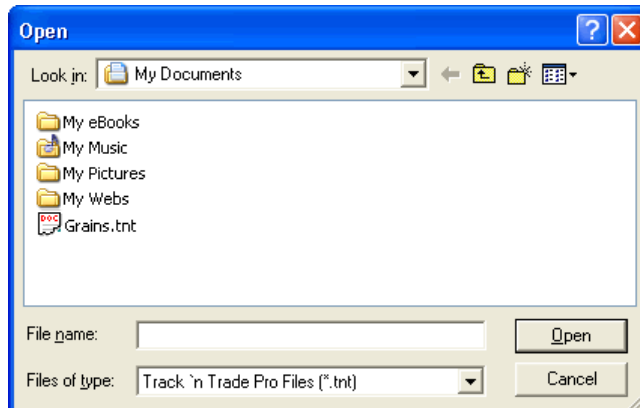 Open
Look in: My Documents
My eBooks
My Music
My Pictures
My Webs
DOC Grains.tnt
File name: Open
Files of type: Track `n Trade Pro Files (*.tnt) Cancel